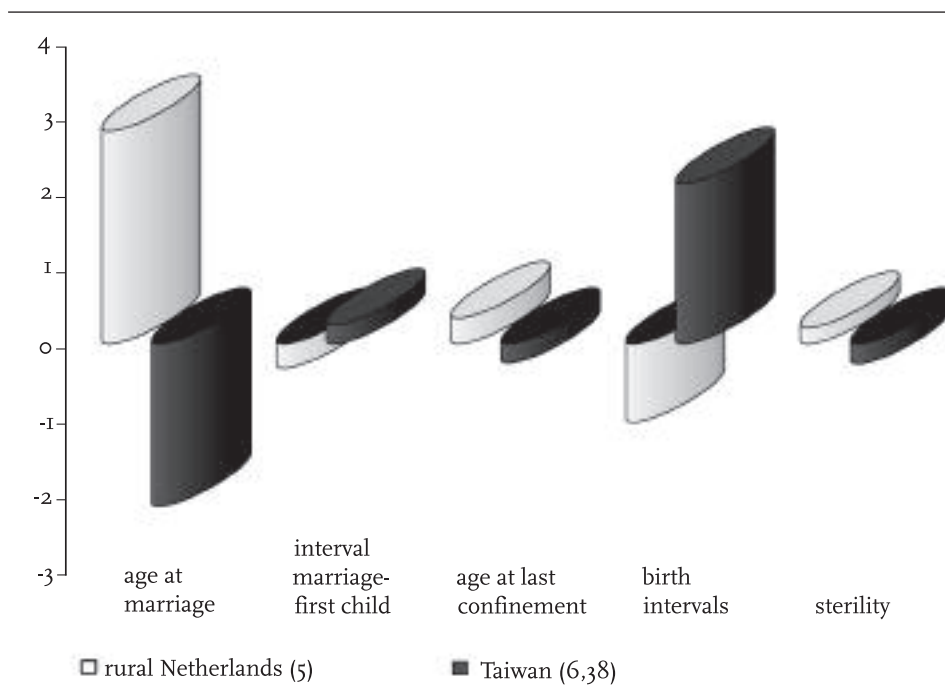 4
3
2
1
0
-1
-2
-3
age at
marriage
interval
marriage-
first child
age at last
confinement
birth
intervals
sterility
rural Netherlands (5)
Taiwan (6,38)